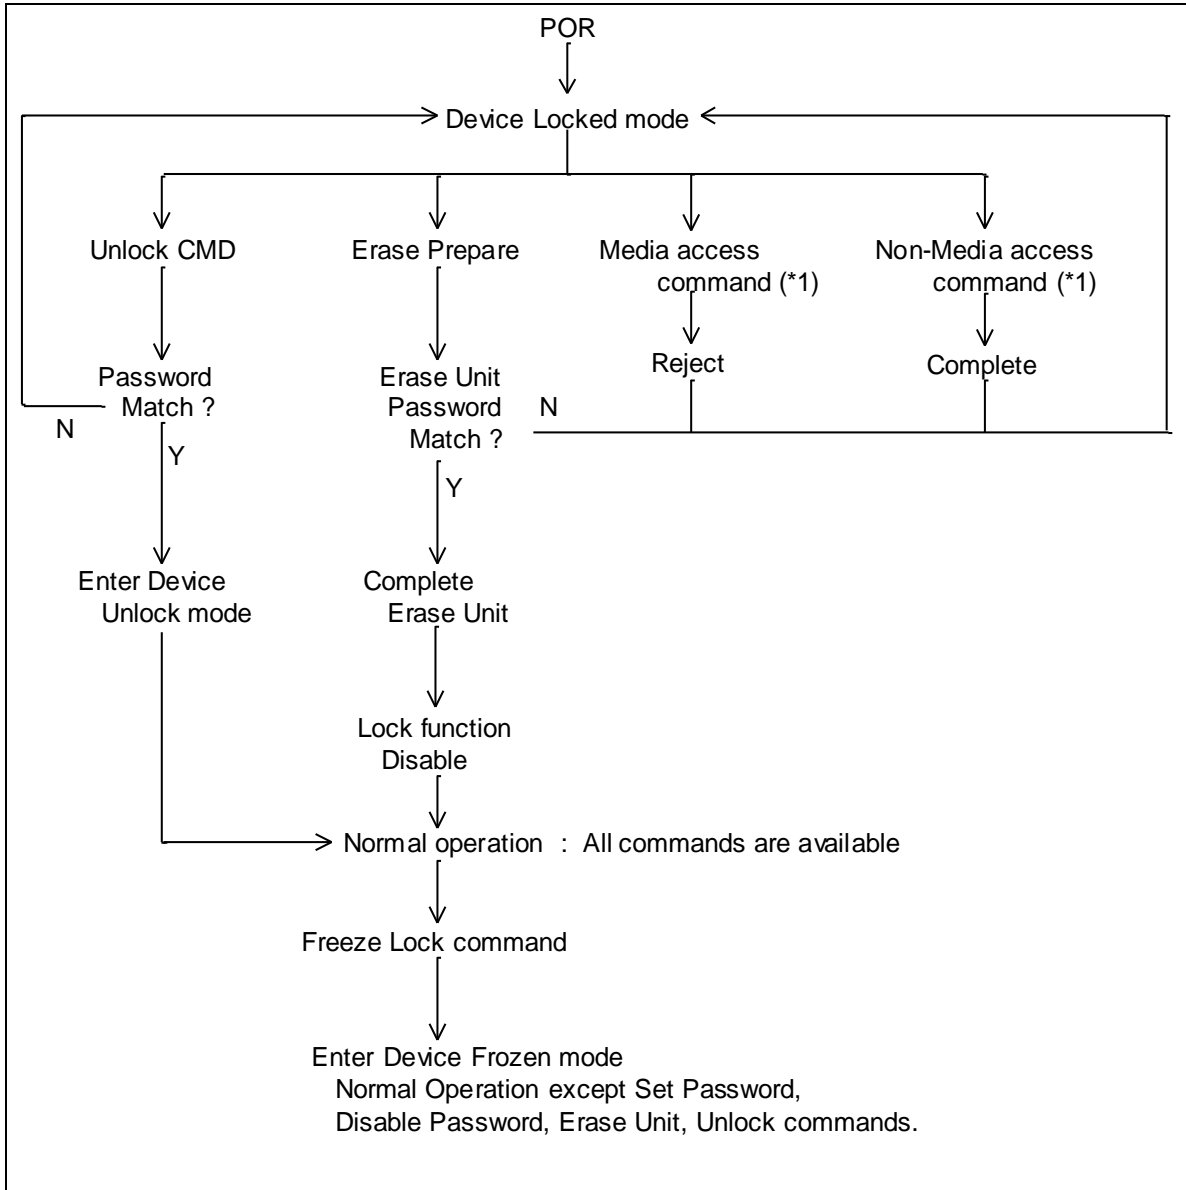 POR
Device Locked mode
Unlock CMD
Erase Prepare
Media access
command (*1)
Non-Media access
command (*1)
Password
Match ?
N
Y
Erase Unit
Password
Match ?
N
Y
Reject
Complete
Enter Device
Unlock mode
Complete
Erase Unit
Lock function
Disable
Normal operation : All commands are available
Freeze Lock command
Enter Device Frozen mode
Normal Operation except Set Password,
Disable Password, Erase Unit, Unlock commands.